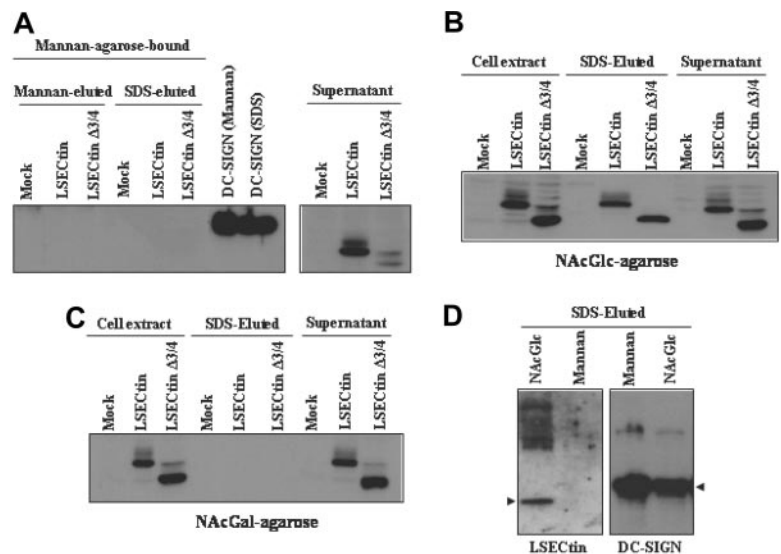 A
Mannan-agarose-bound
Mannan-eluted
SDS-eluted
Supernatant
Mock
LSECtin
LSECtin Δ3/4
Mock
LSECtin
LSECtin Δ3/4
DC-SIGN (Mannan)
DC-SIGN (SDS)
Mock
LSECtin
LSECtin Δ3/4
B
Cell extract
SDS-Eluted
Supernatant
Mock
LSECtin
LSECtin Δ3/4
Mock
LSECtin
LSECtin Δ3/4
Mock
LSECtin
LSECtin Δ3/4
NAcGlc-agarose
C
Cell extract
SDS-Eluted
Supernatant
Mock
LSECtin
LSECtin Δ3/4
Mock
LSECtin
LSECtin Δ3/4
Mock
LSECtin
LSECtin Δ3/4
NAcGal-agarose
D
SDS-Eluted
NAcGlc
Mannan
Mannan
NAcGlc
LSECtin
DC-SIGN